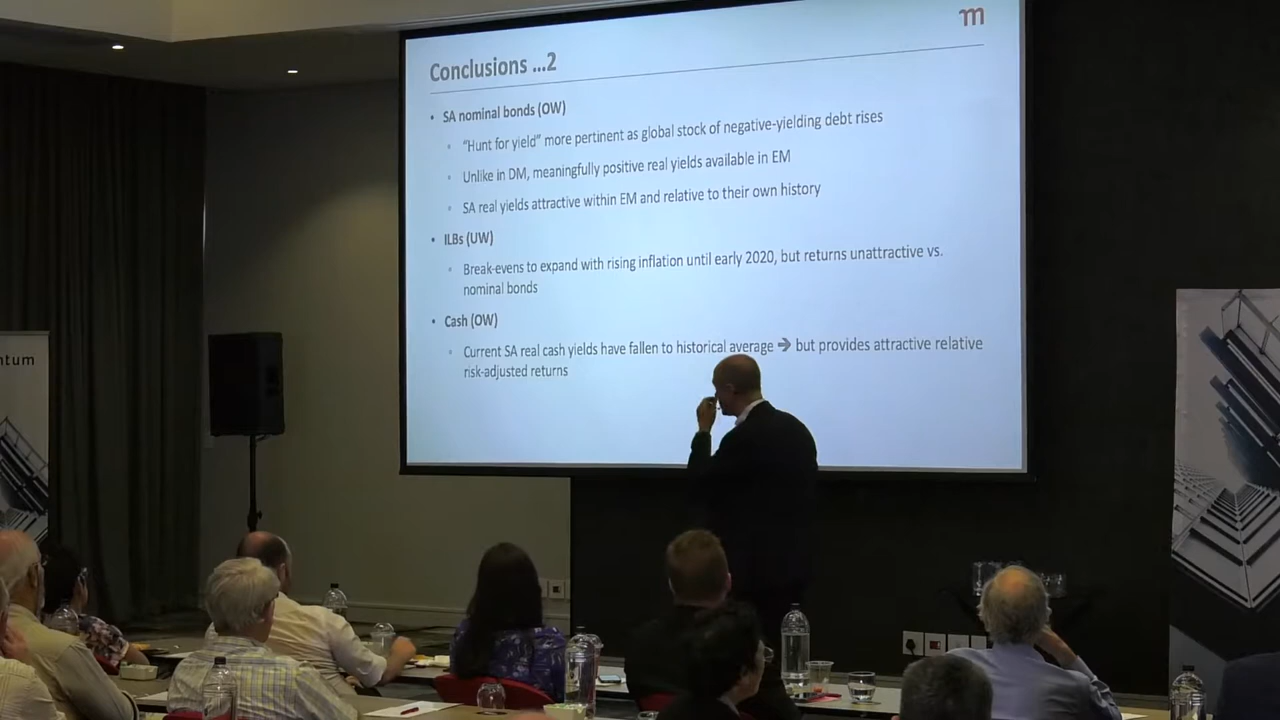 m
Conclusions ...2
• SA nominal bonds (OW)
• "Hunt for yield" more pertinent as global stock of negative-yielding debt rises
• Unlike in DM, meaningfully positive real yields available in EM
• SA real yields attractive within EM and relative to their own history
• ILBs (UW)
• Break-evens to expand with rising inflation until early 2020, but returns unattractive vs.
nominal bonds
• Cash (OW)
• Current SA real cash yields have fallen to historical average ➔ but provides attractive relative
risk-adjusted returns
ntum